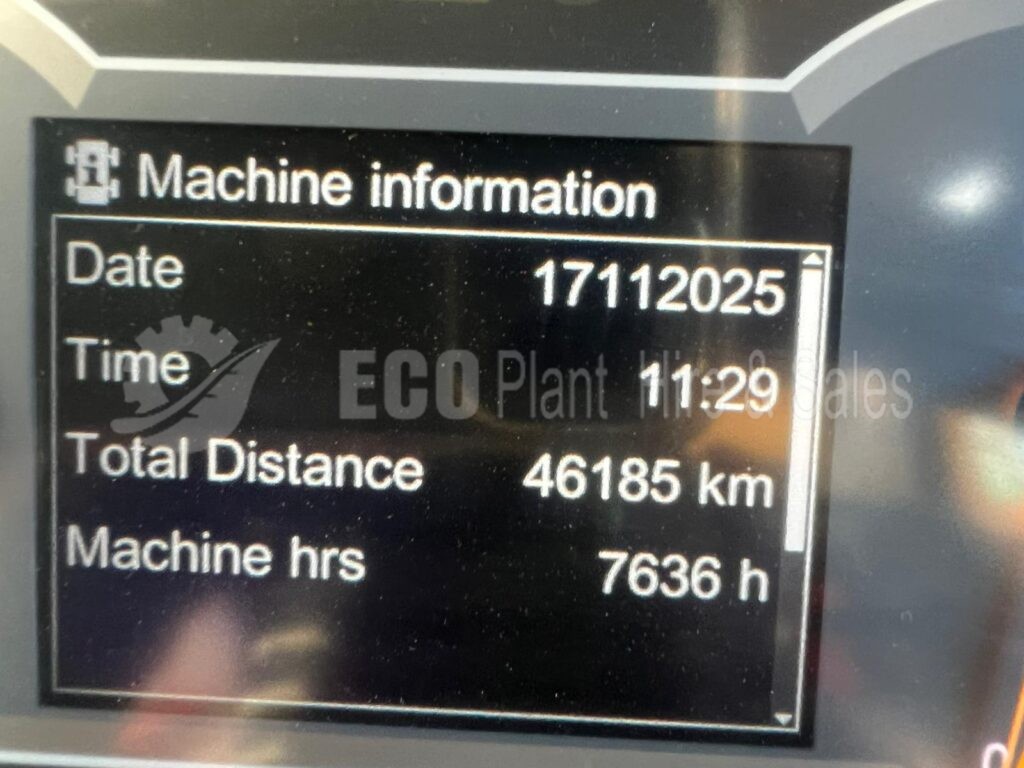 Machine information
Date 17112025
Time 11:29
ECO Plant Hire & Sales
Total Distance 46185 km
Machine hrs 7636 h